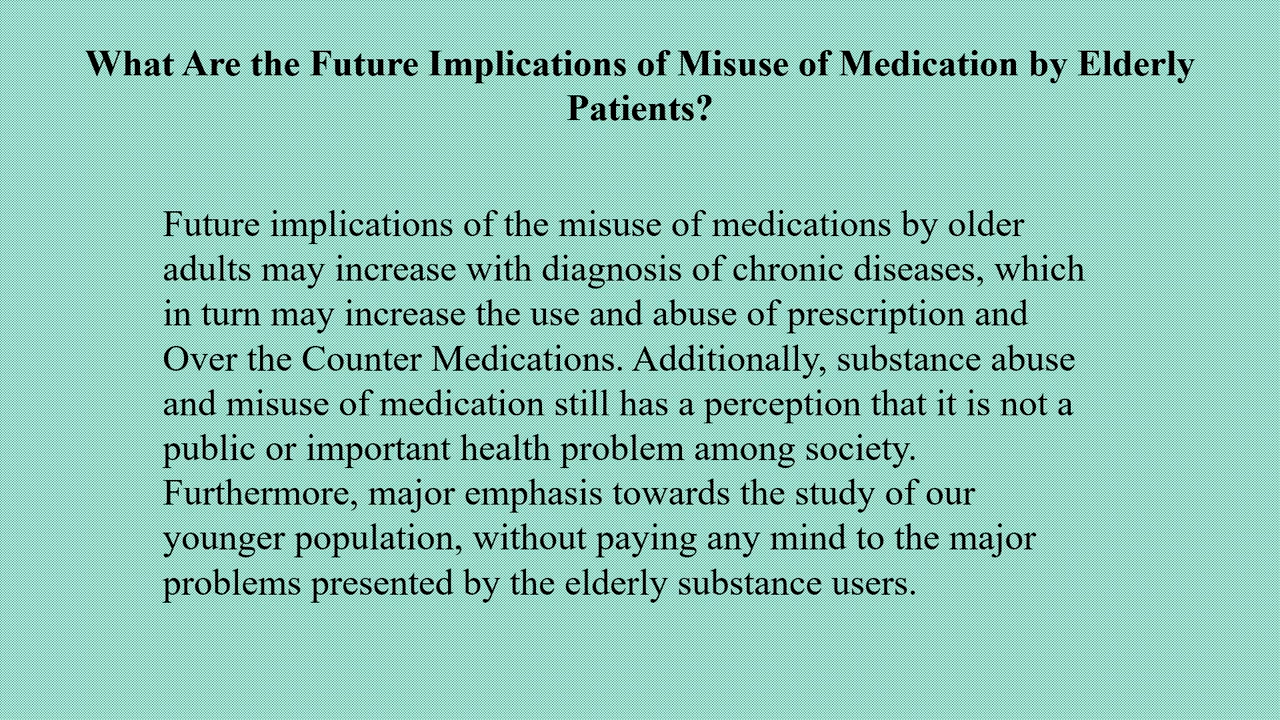 What Are the Future Implications of Misuse of Medication by Elderly
Patients?
Future implications of the misuse of medications by older
adults may increase with diagnosis of chronic diseases, which
in turn may increase the use and abuse of prescription and
Over the Counter Medications. Additionally, substance abuse
and misuse of medication still has a perception that it is not a
public or important health problem among society.
Furthermore, major emphasis towards the study of our
younger population, without paying any mind to the major
problems presented by the elderly substance users.